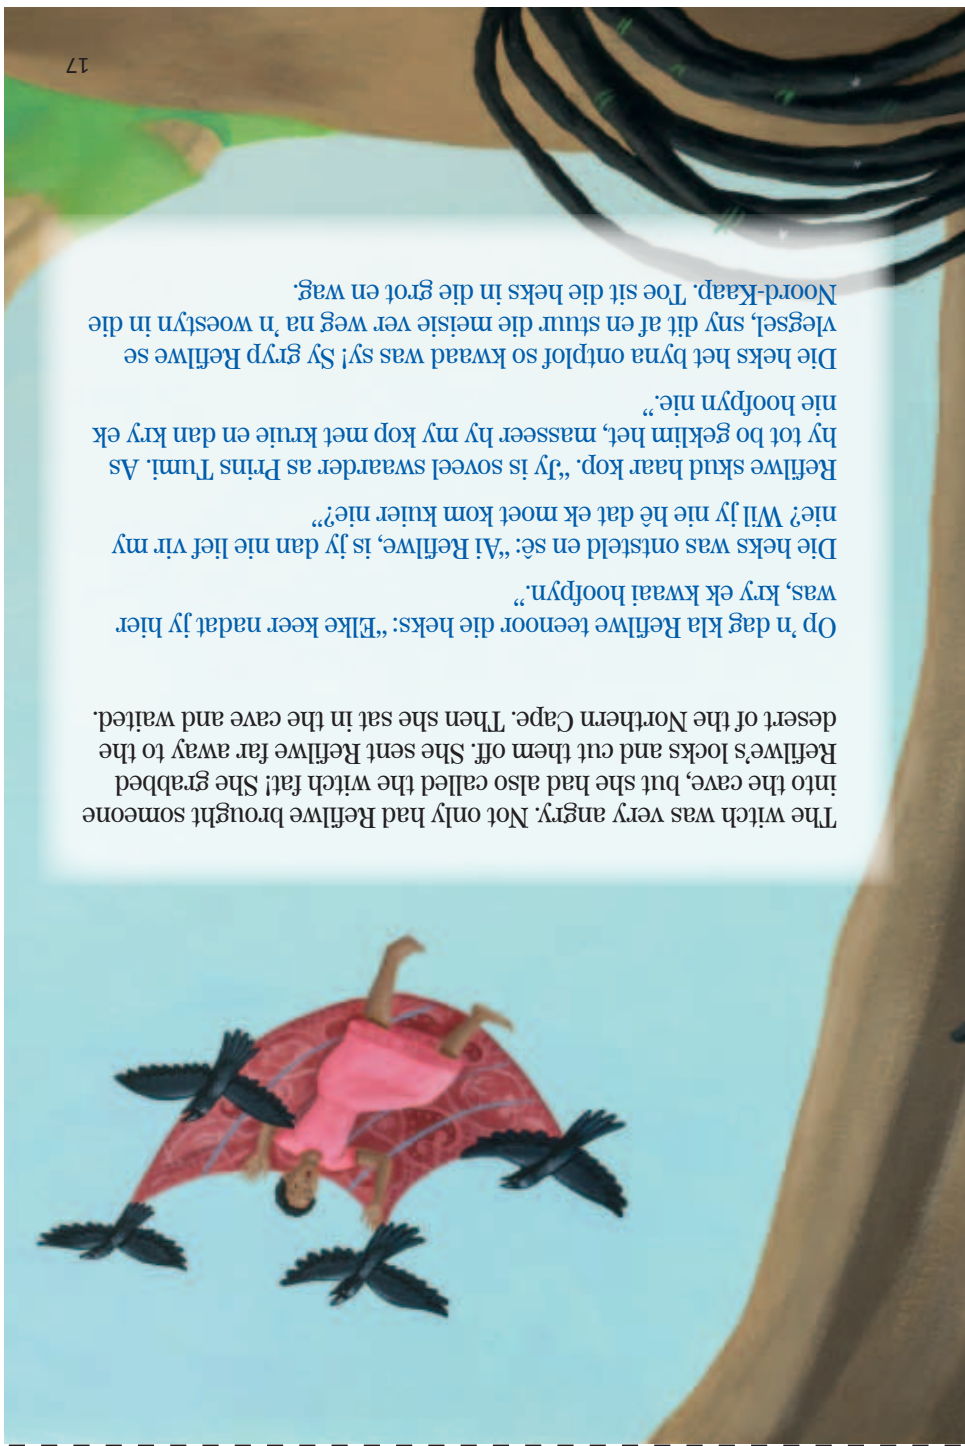 The witch was very angry. Not only had Refilwe brought someone
into the cave, but she had also called the witch fat! She grabbed
Refilwe’s locks and cut them off. She sent Refilwe far away to the
desert of the Northern Cape. Then she sat in the cave and waited.
Op ’n dag kla Refilwe teenoor die heks: “Elke keer nadat jy hier
was, kry ek kwaai hoofpyn.”
Die heks was ontsteld en sê: “Ai Refilwe, is jy dan nie lief vir my
nie? Wil jy nie hê dat ek moet kom kuier nie?”
Refilwe skud haar kop. “Jy is soveel swaarder as Prins Tumi. As
hy tot bo geklim het, masseer hy my kop met kruie en dan kry ek
nie hoofpyn nie.”
Die heks het byna ontplof so kwaad was sy! Sy gryp Refilwe se
vlegsel, sny dit af en stuur die meisie ver weg na ’n woestyn in die
Noord-Kaap. Toe sit die heks in die grot en wag.
17